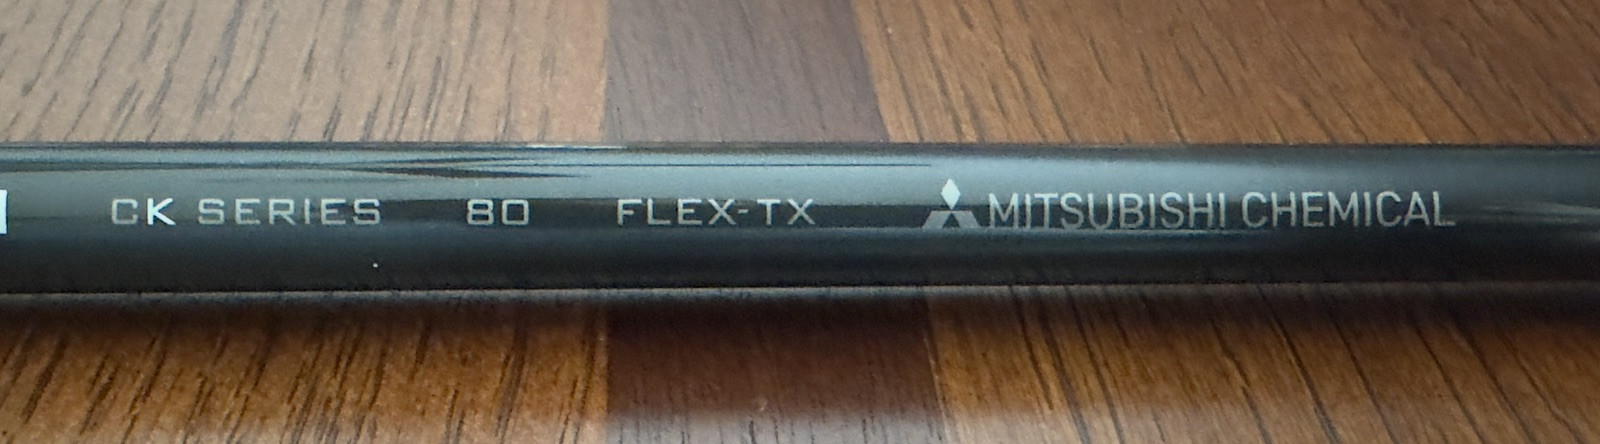 CK SERIES 80 FLEX-TX MITSUBISHI CHEMICAL